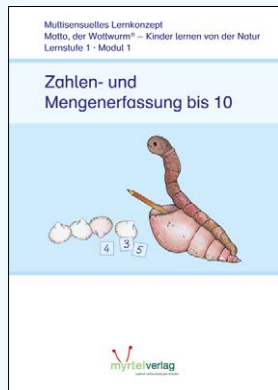 Multisensuelles Lernkonzept
Matto, der Wattwurm® – Kinder lernen von der Natur
Lernstufe 1 · Modul 1
Zahlen- und
Mengenerfassung bis 10
4 3 5
myrtelverlag